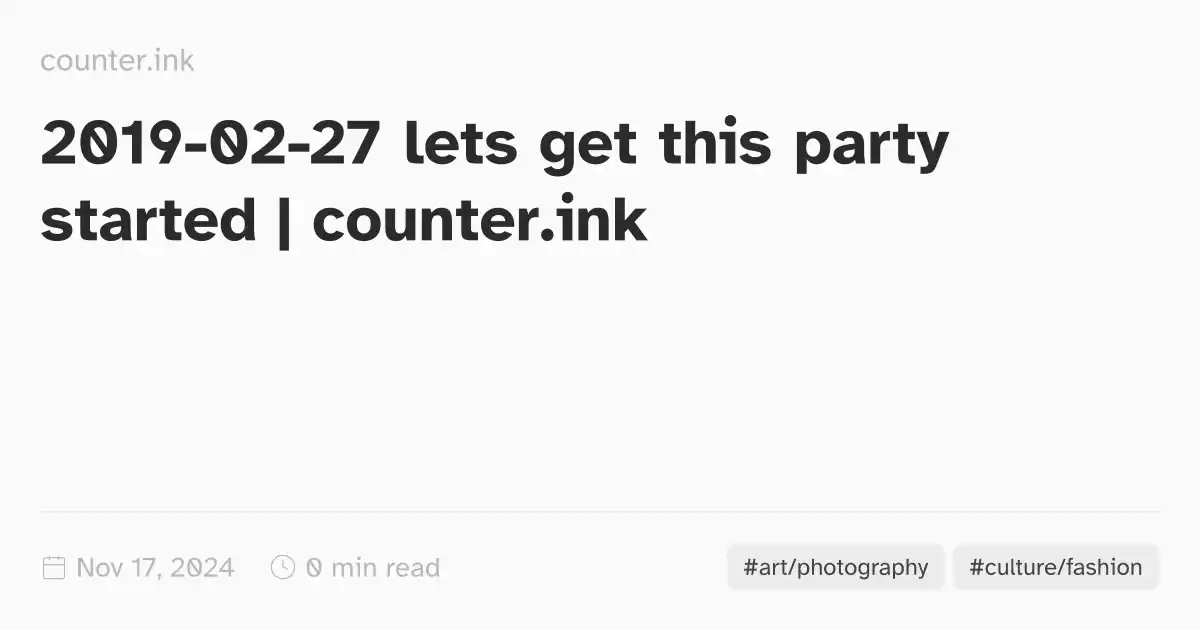 counter.ink
2019-02-27 lets get this party
started | counter.ink
Nov 17, 2024
0 min read
#art/photography
#culture/fashion